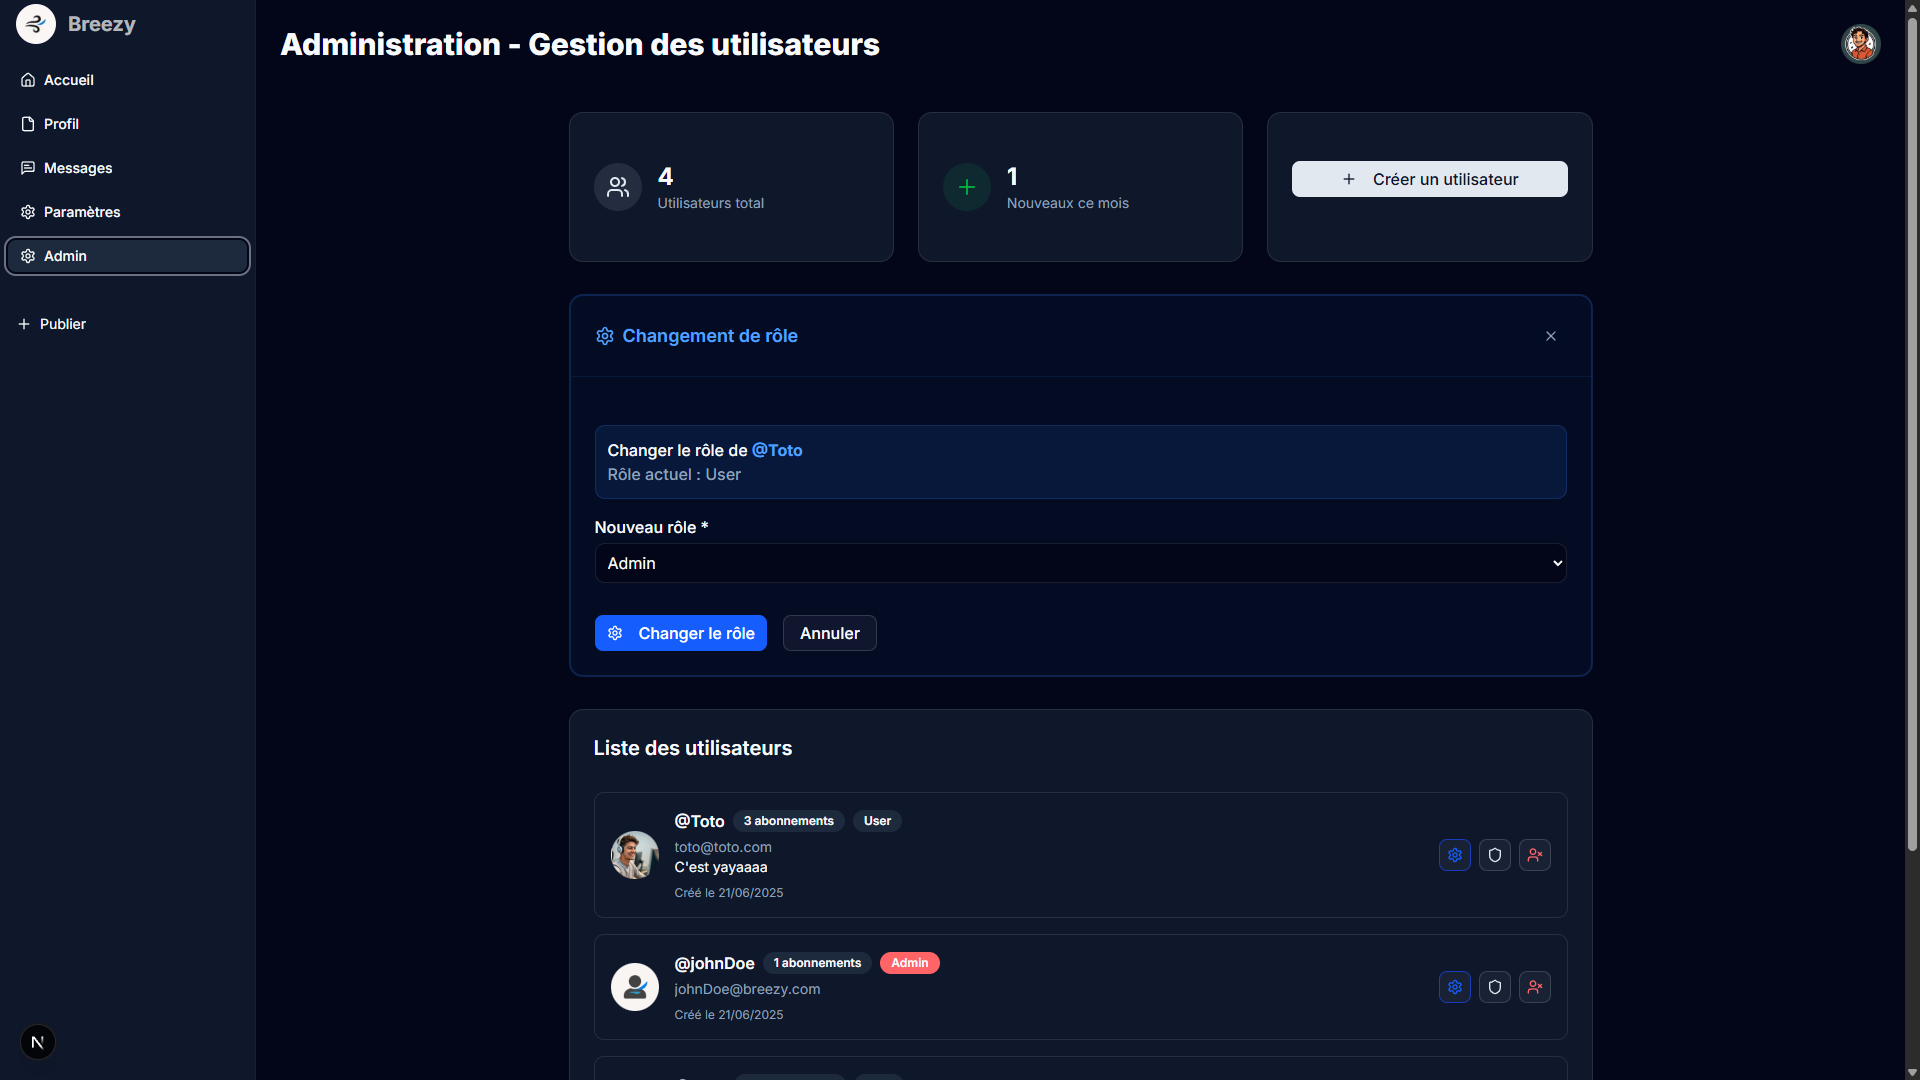 Breezy
Accueil
Profil
Messages
Paramètres
Admin
Publier
Administration - Gestion des utilisateurs
4
Utilisateurs total
1
Nouveaux ce mois
Créer un utilisateur
Changement de rôle
Changer le rôle de @Toto
Rôle actuel : User
Nouveau rôle *
Admin
Changer le rôle
Annuler
Liste des utilisateurs
@Toto 3 abonnements User
toto@toto.com
C'est yayaaaa
Créé le 21/06/2025
@johnDoe 1 abonnements Admin
johnDoe@breezy.com
Créé le 21/06/2025
N